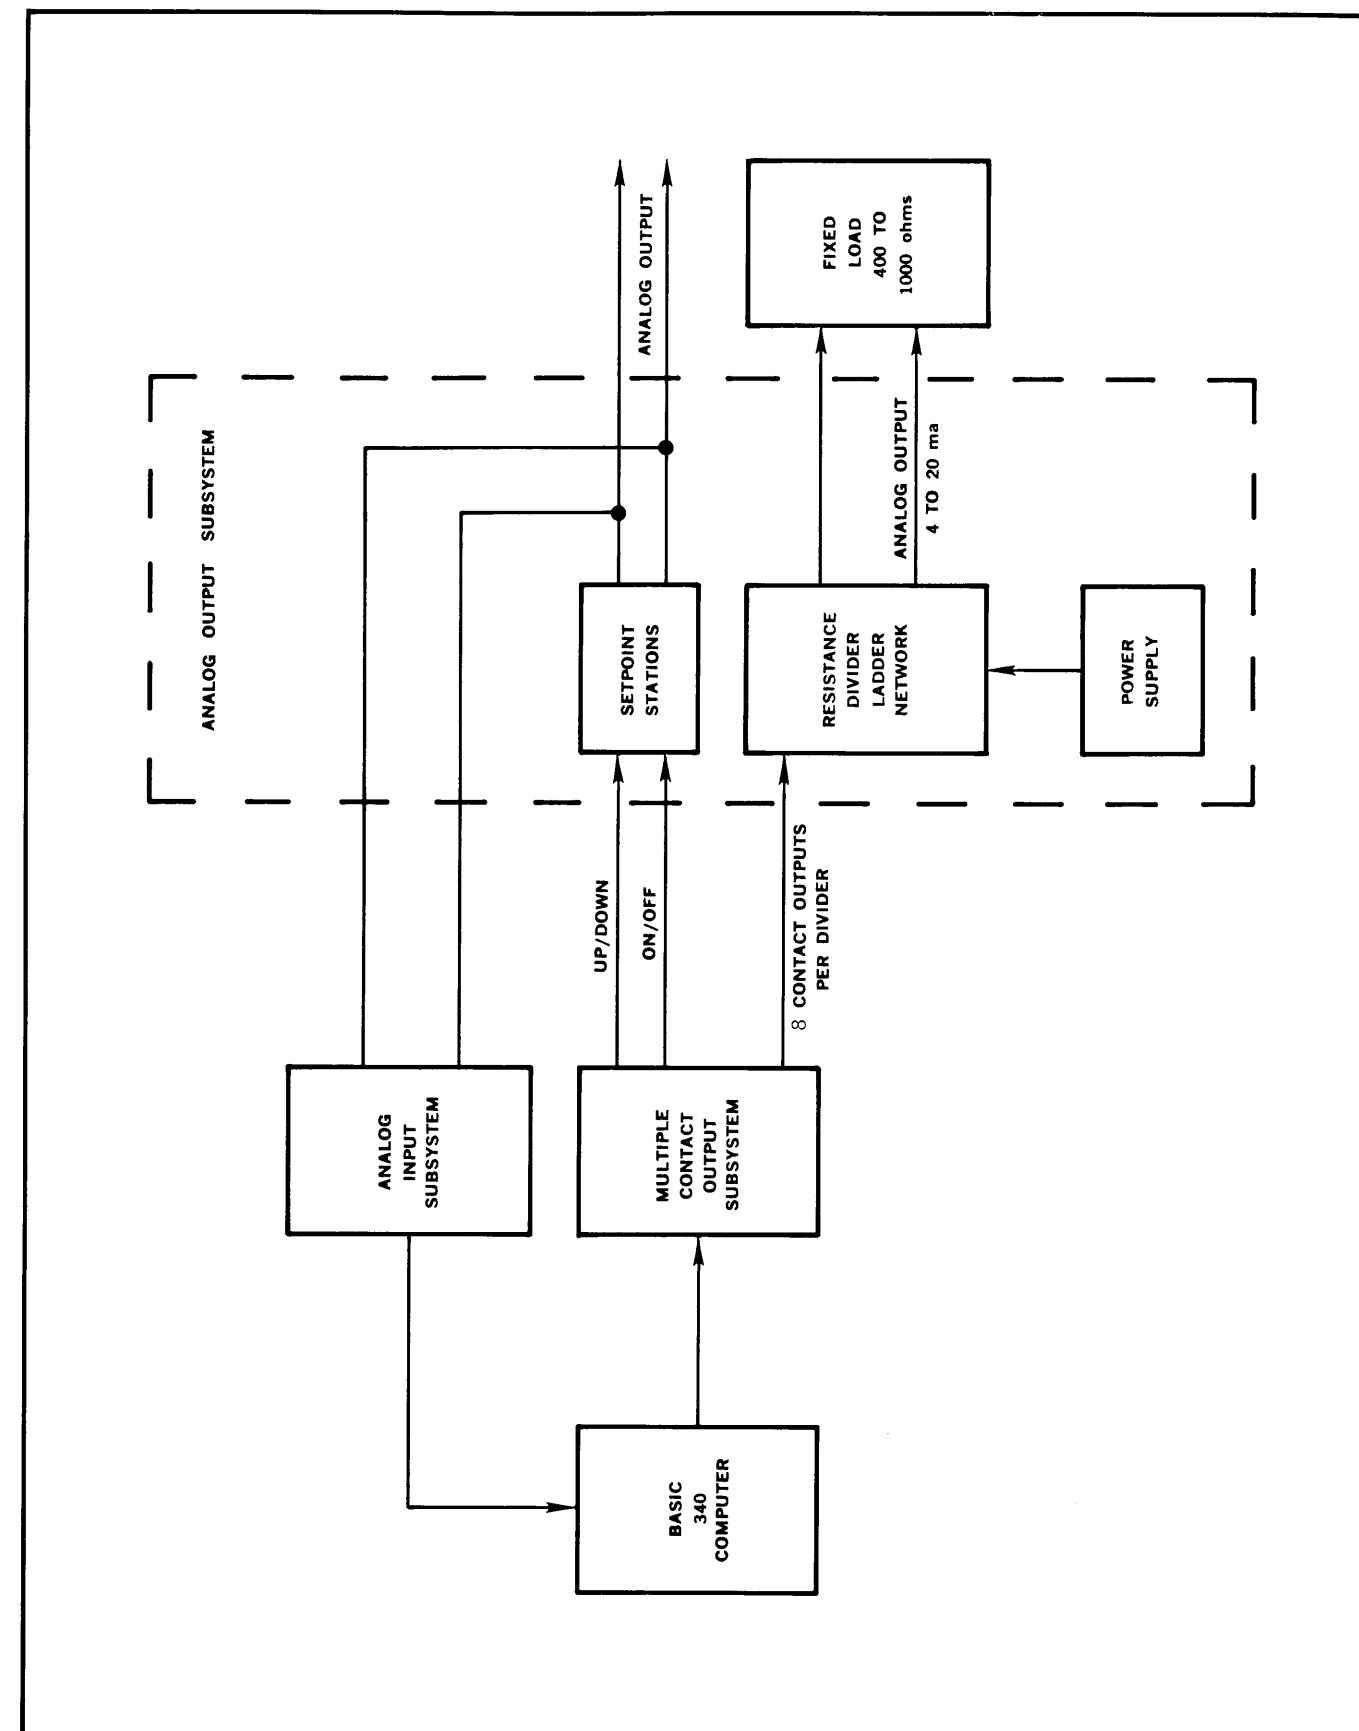 ANALOG OUTPUT SUBSYSTEM
ANALOG
INPUT
SUBSYSTEM
BASIC
340
COMPUTER
MULTIPLE
CONTACT
OUTPUT
SUBSYSTEM
UP/DOWN
ON/OFF
8 CONTACT OUTPUTS
PER DIVIDER
SETPOINT
STATIONS
ANALOG OUTPUT
RESISTANCE
DIVIDER
LADDER
NETWORK
ANALOG OUTPUT
4 TO 20 ma
FIXED
LOAD
400 TO
1000 ohms
POWER
SUPPLY